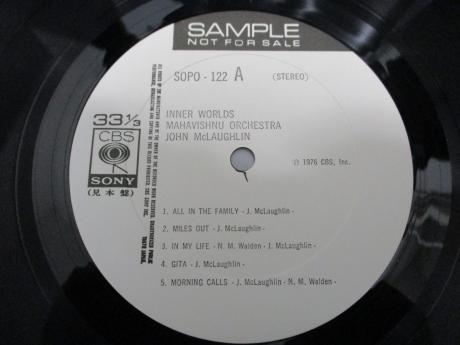 SAMPLE
NOT FOR SALE
SOPO - 122 A (STEREO)
33 1/3
CBS
SONY
(見本盤)
INNER WORLDS
MAHAVISHNU ORCHESTRA
JOHN McLAUGHLIN
℗ 1976 CBS, Inc.
1. ALL IN THE FAMILY - J. McLaughlin -
2. MILES OUT - J. McLaughlin -
3. IN MY LIFE - N. M. Walden - J. McLaughlin -
4. GITA - J. McLaughlin -
5. MORNING CALLS - J. McLaughlin - N. M. Walden -